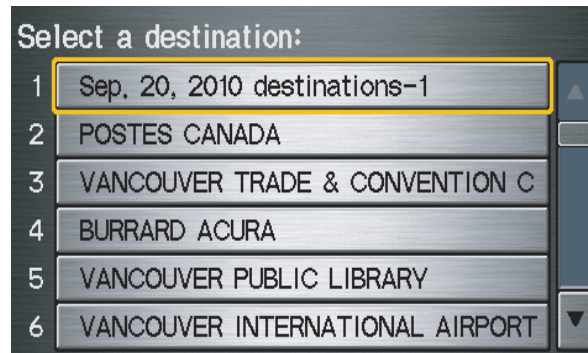 Select a destination:
1 Sep. 20, 2010 destinations-1
2 POSTES CANADA
3 VANCOUVER TRADE & CONVENTION C
4 BURRARD ACURA
5 VANCOUVER PUBLIC LIBRARY
6 VANCOUVER INTERNATIONAL AIRPORT